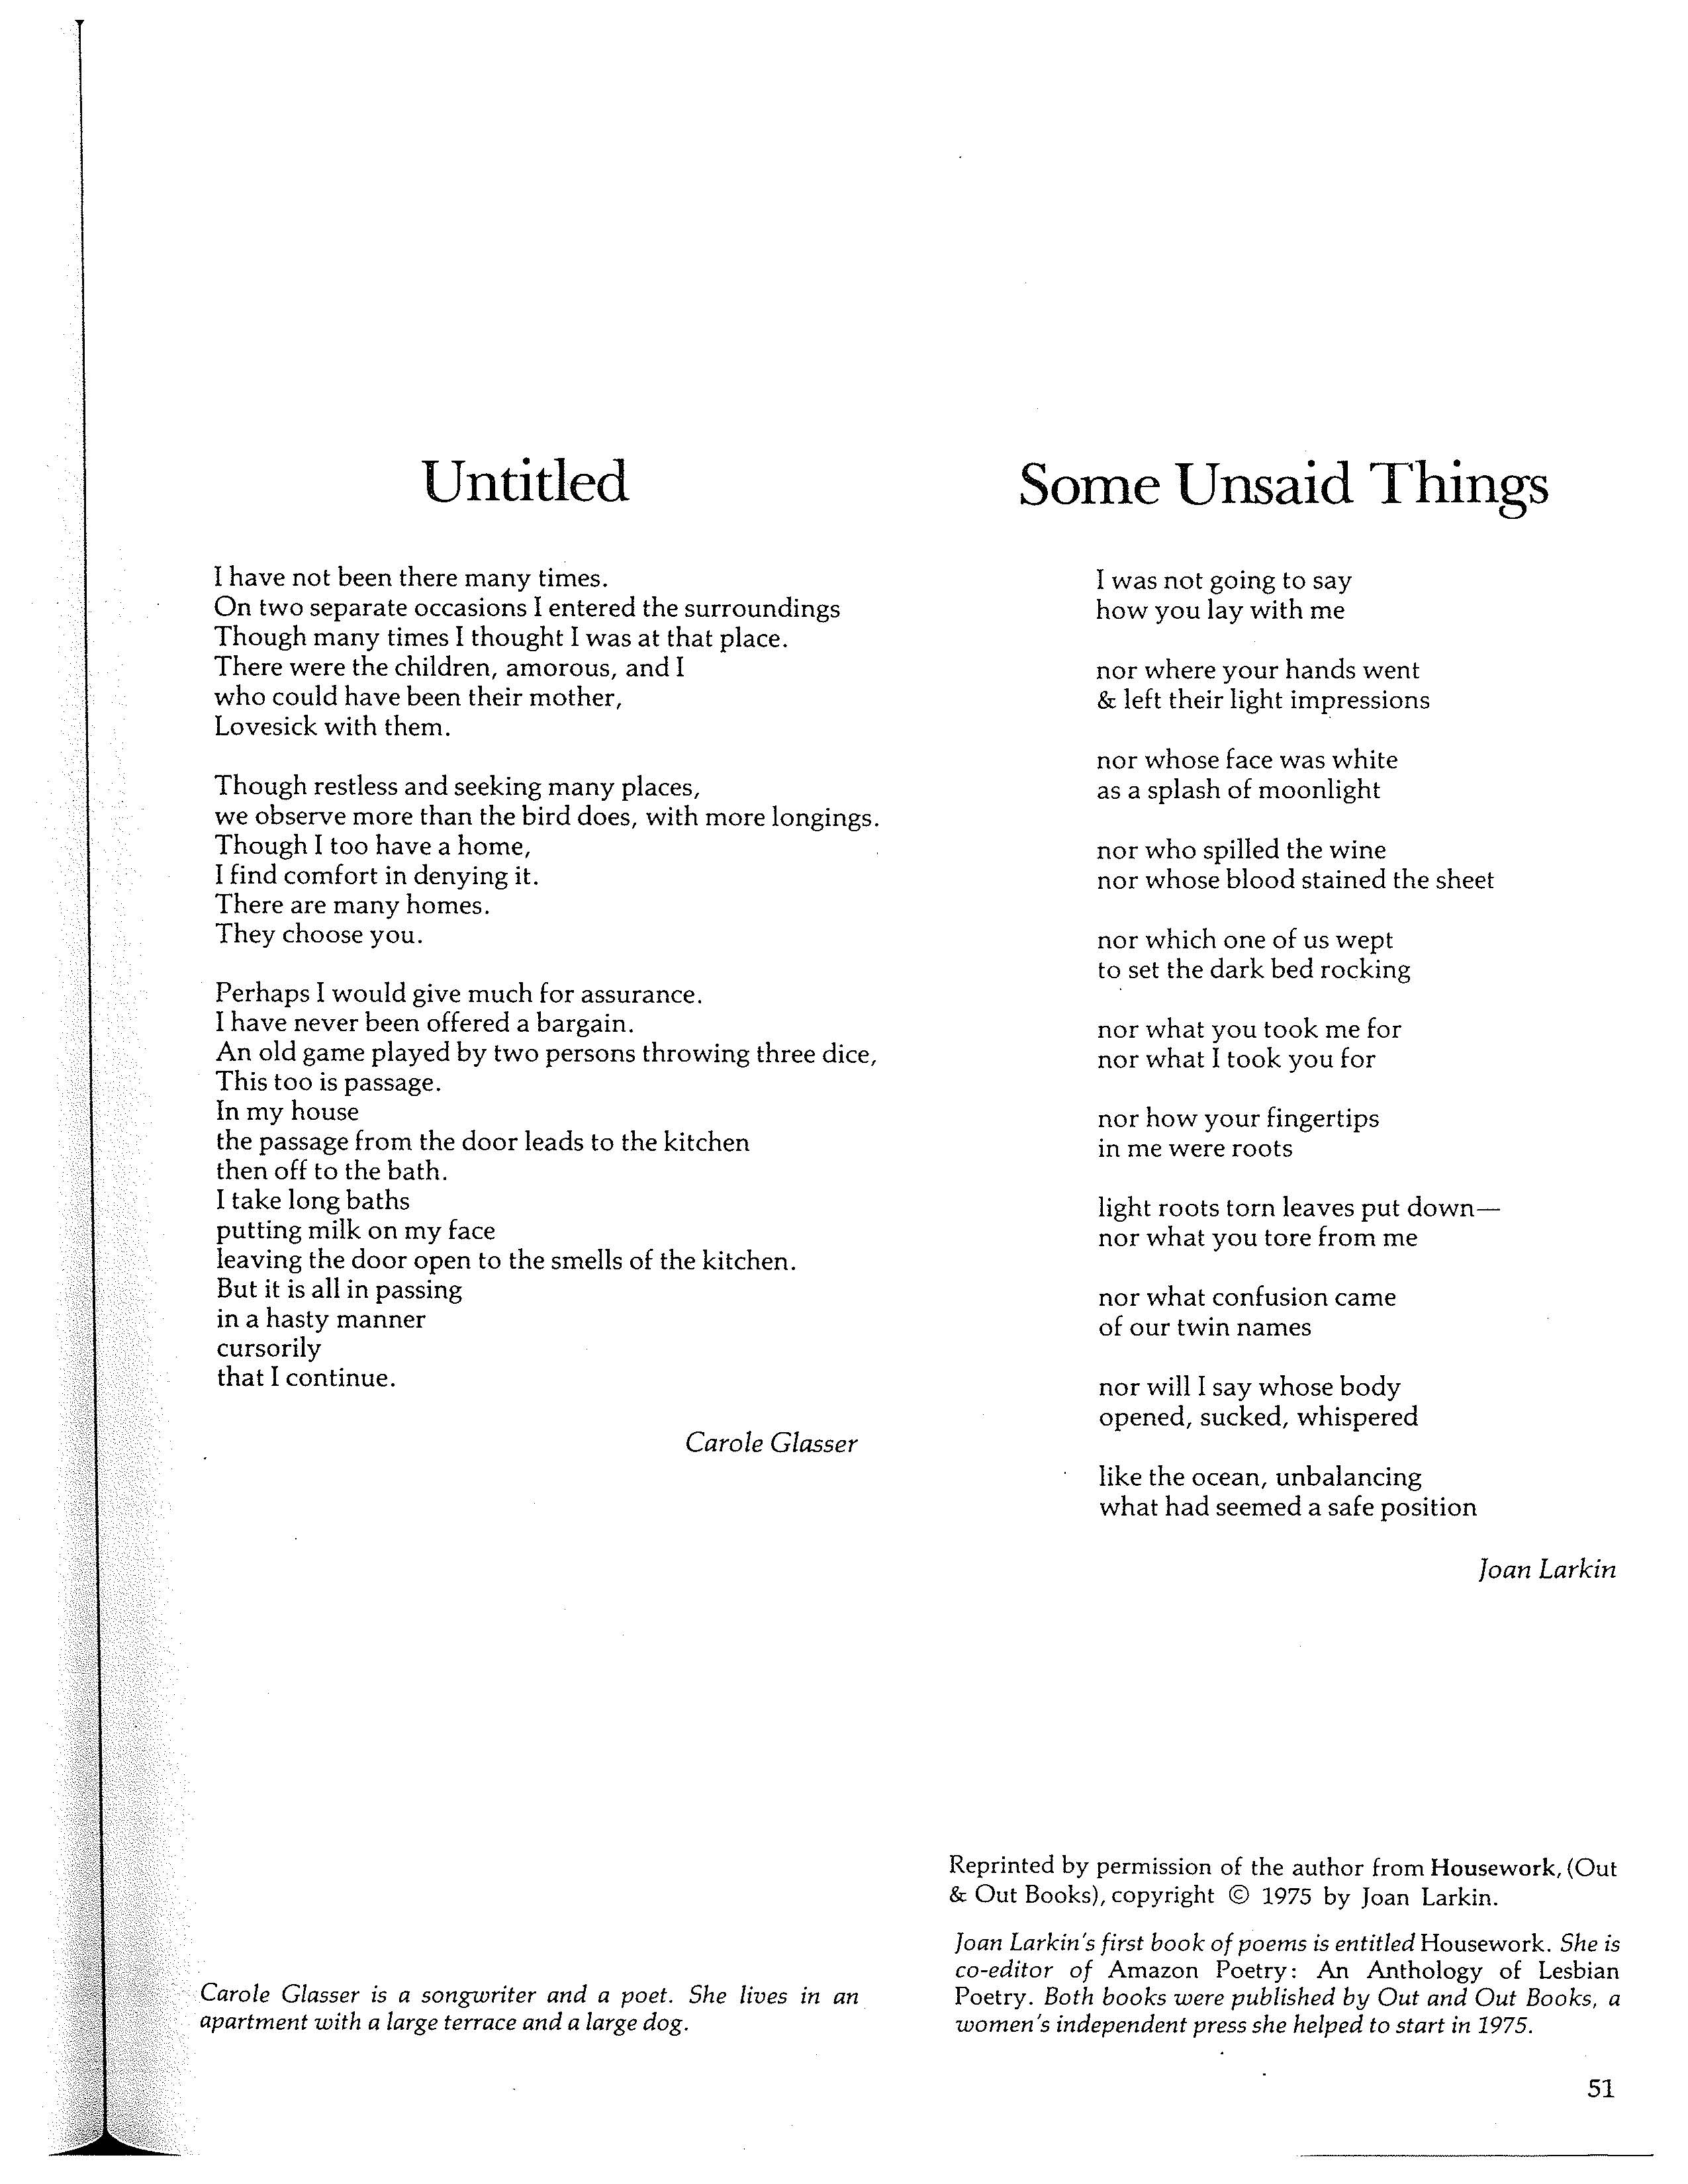 Untitled
I have not been there many times.
On two separate occasions I entered the surroundings
Though many times I thought I was at that place.
There were the children, amorous, and I
who could have been their mother,
Lovesick with them.
Though restless and seeking many places,
we observe more than the bird does, with more longings.
Though I too have a home,
I find comfort in denying it.
There are many homes.
They choose you.
Perhaps I would give much for assurance.
I have never been offered a bargain.
An old game played by two persons throwing three dice,
This too is passage.
In my house
the passage from the door leads to the kitchen
then off to the bath.
I take long baths
putting milk on my face
leaving the door open to the smells of the kitchen.
But it is all in passing
in a hasty manner
cursorily
that I continue.
Carole Glasser
Carole Glasser is a songwriter and a poet. She lives in an
apartment with a large terrace and a large dog.
Some Unsaid Things
I was not going to say
how you lay with me
nor where your hands went
& left their light impressions
nor whose face was white
as a splash of moonlight
nor who spilled the wine
nor whose blood stained the sheet
nor which one of us wept
to set the dark bed rocking
nor what you took me for
nor what I took you for
nor how your fingertips
in me were roots
light roots torn leaves put down—
nor what you tore from me
nor what confusion came
of our twin names
nor will I say whose body
opened, sucked, whispered
like the ocean, unbalancing
what had seemed a safe position
Joan Larkin
Reprinted by permission of the author from Housework, (Out
& Out Books), copyright © 1975 by Joan Larkin.
Joan Larkin's first book of poems is entitled Housework. She is
co-editor of Amazon Poetry: An Anthology of Lesbian
Poetry. Both books were published by Out and Out Books, a
women's independent press she helped to start in 1975.
51